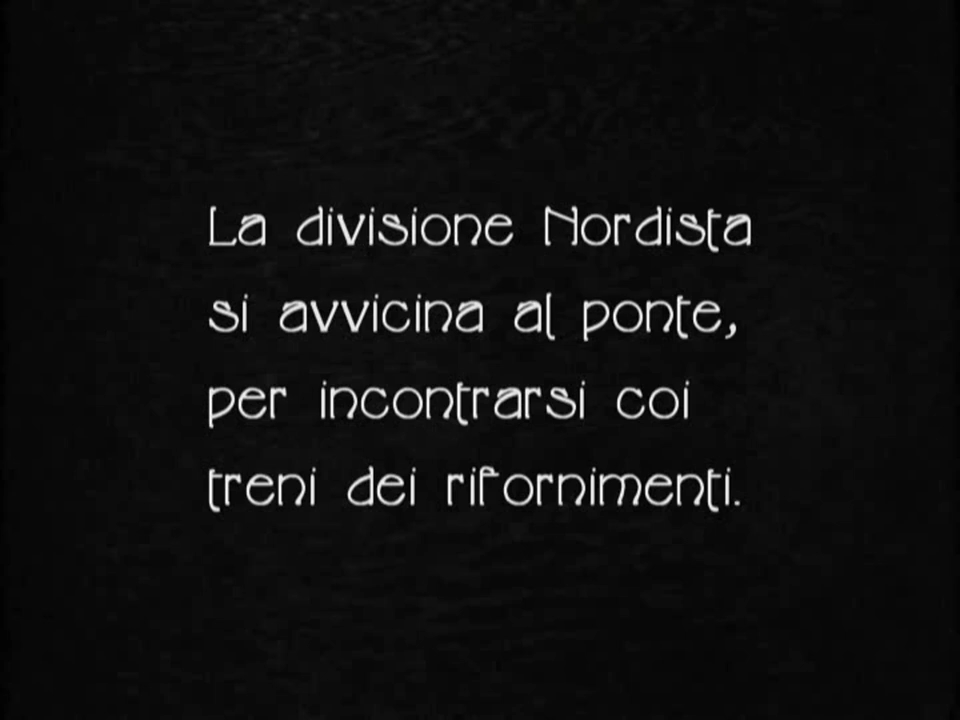 La divisione Nordista
si avvicina al ponte,
per incontrarsi coi
treni dei rifornimenti.